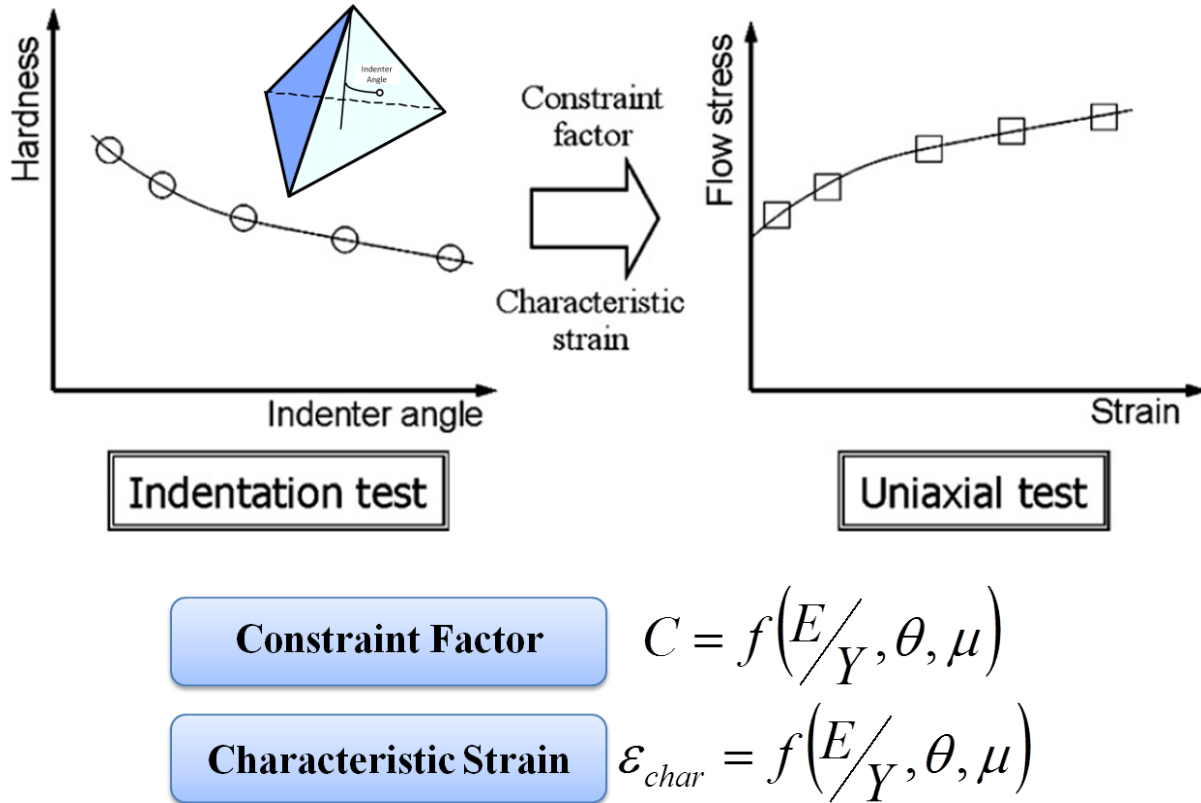 Hardness
Indenter
Angle
Indenter angle
Indentation test
Constraint
factor
Characteristic
strain
Flow stress
Strain
Uniaxial test
Constraint Factor
C = f(E/Y, θ, μ)
Characteristic Strain
ε_char = f(E/Y, θ, μ)